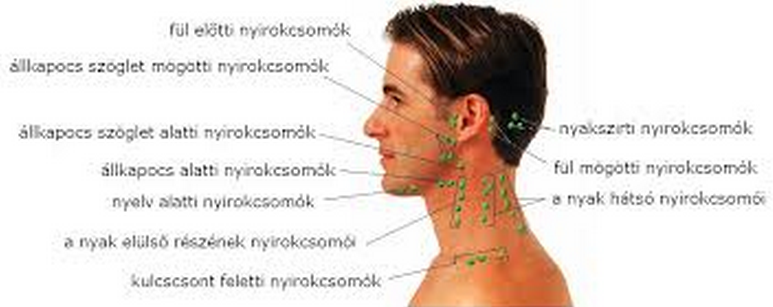 fül előtti nyirokcsomók
állkapocs szöglet mögötti nyirokcsomók
állkapocs szöglet alatti nyirokcsomók
állkapocs alatti nyirokcsomók
nyelv alatti nyirokcsomók
a nyak elülső részének nyirokcsomói
kulcscsont feletti nyirokcsomók
nyakszirti nyirokcsomók
fül mögötti nyirokcsomók
a nyak hátsó nyirokcsomói